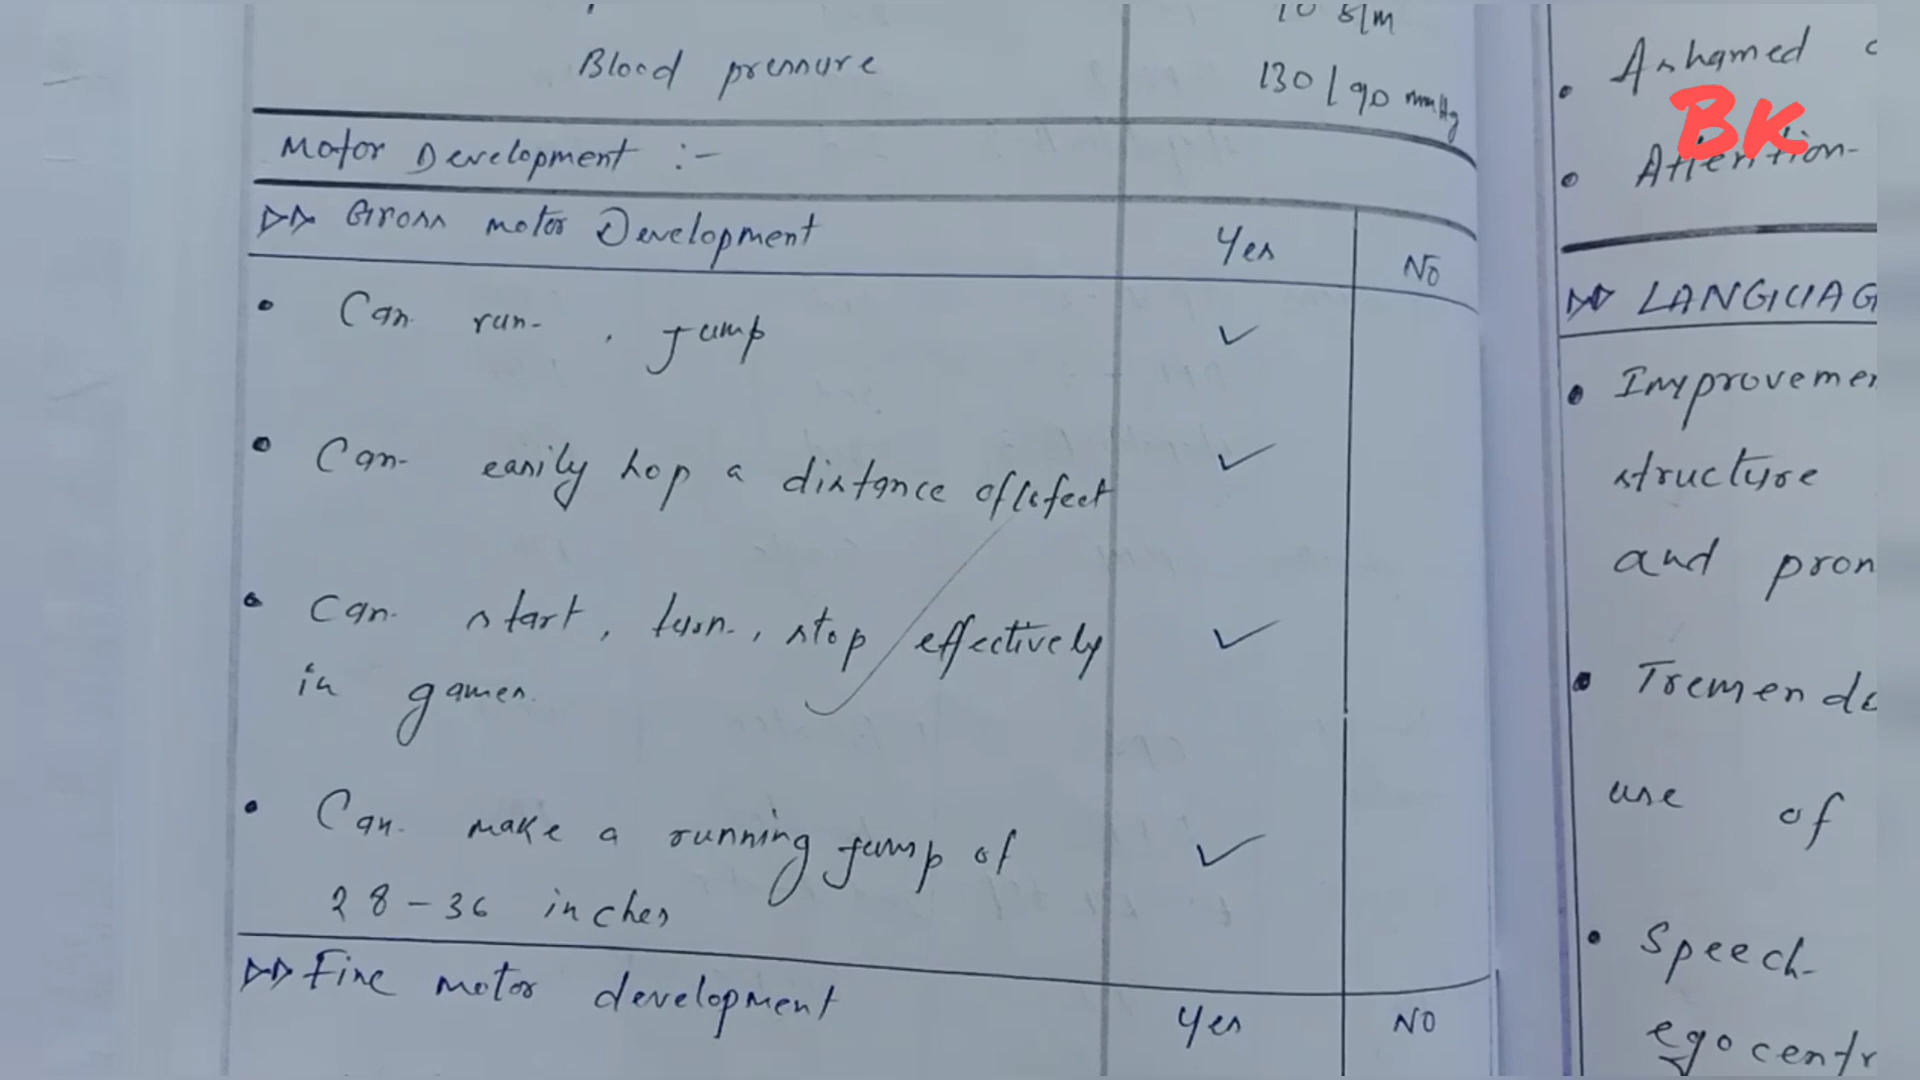 Blood pressure 130/90 mmHg
Motor Development :-
Gross motor Development Yes No
• Can run, Jump ✓
• Can easily hop a distance of 16 feet ✓
• Can start, turn, stop effectively ✓
in games.
• Can make a running Jump of ✓
28-36 inches
Fine motor development Yes NO
• Ashamed
• Attention-
BK
LANGUAG
• Improvemen
structure
and pron
• Tremendo
use of
• Speech
egocentr